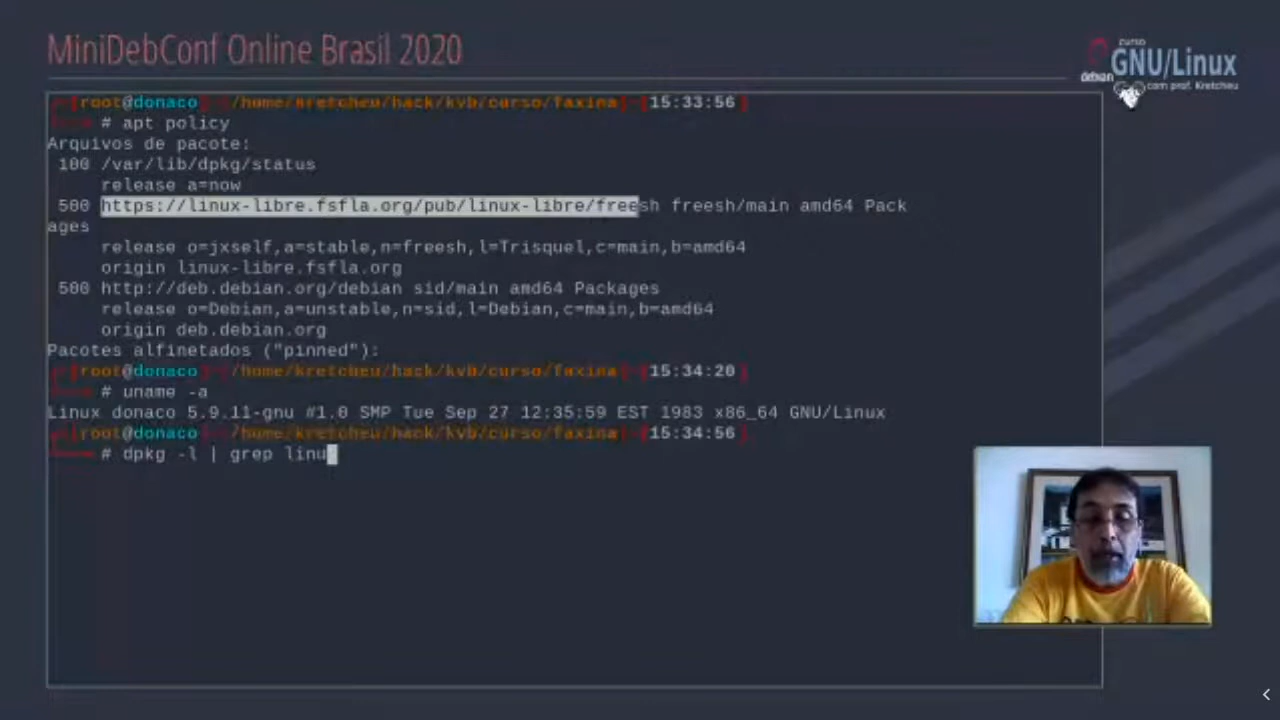 MiniDebConf Online Brasil 2020
curso
GNU/Linux
debian
com prof. Kretcheu
[root@donaco]-[/home/kretcheu/hack/kvb/curso/faxina]-[15:33:56]
# apt policy
Arquivos de pacote:
100 /var/lib/dpkg/status
release a=now
500 https://linux-libre.fsfla.org/pub/linux-libre/freesh freesh/main amd64 Pack
ages
release o=jxself,a=stable,n=freesh,l=Trisquel,c=main,b=amd64
origin linux-libre.fsfla.org
500 http://deb.debian.org/debian sid/main amd64 Packages
release o=Debian,a=unstable,n=sid,l=Debian,c=main,b=amd64
origin deb.debian.org
Pacotes alfinetados ("pinned"):
[root@donaco]-[/home/kretcheu/hack/kvb/curso/faxina]-[15:34:20]
# uname -a
Linux donaco 5.9.11-gnu #1.0 SMP Tue Sep 27 12:35:59 EST 1983 x86_64 GNU/Linux
[root@donaco]-[/home/kretcheu/hack/kvb/curso/faxina]-[15:34:56]
# dpkg -l | grep linu